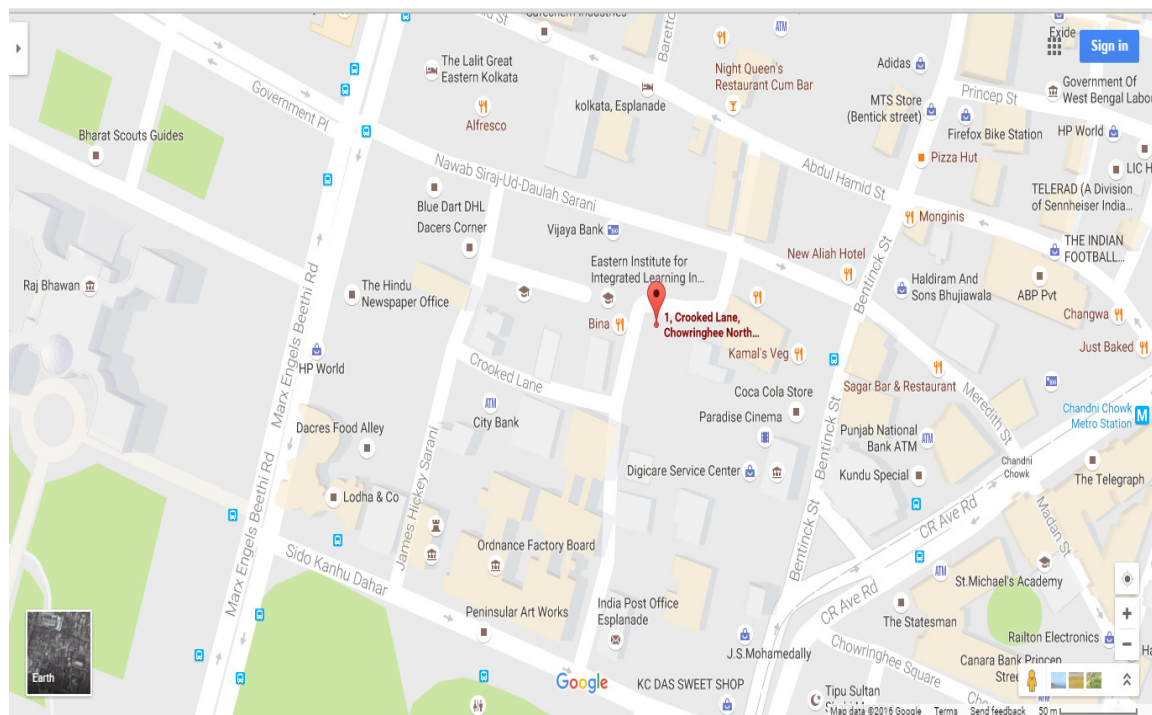 Safechem Industries
ATM
Exide
Sign in
Baretto
The Lalit Great
Eastern Kolkata
Night Queen's
Restaurant Cum Bar
Adidas
Government Of
West Bengal Labo
Government Pl
kolkata, Esplanade
Princep St
MTS Store
(Bentick street)
Alfresco
Firefox Bike Station
HP World
Bharat Scouts Guides
Pizza Hut
LIC H
Abdul Hamid St
Nawab Siraj-Ud-Daulah Sarani
TELERAD (A Division
of Sennheiser India...
Blue Dart DHL
Monginis
Dacers Corner
Vijaya Bank
THE INDIAN
FOOTBALL...
New Aliah Hotel
Eastern Institute for
Integrated Learning In...
Bentinck St
Haldiram And
Sons Bhujiawala
ABP Pvt
Raj Bhawan
The Hindu
Newspaper Office
Marx Engels Beethi Rd
Bina
1, Crooked Lane,
Chowringhee North...
Changwa
Kamal's Veg
Just Baked
HP World
Crooked Lane
Sagar Bar & Restaurant
Coca Cola Store
Meredith St
Chandni Chowk
Metro Station
ATM
City Bank
Paradise Cinema
Dacres Food Alley
Punjab National
Bank ATM
ATM
Bentinck St
Chandni
Chowk
Digicare Service Center
Kundu Special
The Telegraph
James Hickey Sarani
Marx Engels Beethi Rd
Lodha & Co
CR Ave Rd
Madan St
Ordnance Factory Board
Sido Kanhu Dahar
Bentinck St
ATM
St.Michael's Academy
CR Ave Rd
Peninsular Art Works
India Post Office
Esplanade
The Statesman
Railton Electronics
J.S.Mohamedally
Chowringhee Square
Canara Bank Princep
Stree
Earth
Google
KC DAS SWEET SHOP
Tipu Sultan
ATM
Map data ©2016 Google
Terms
Send feedback
50 m